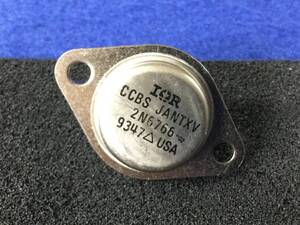 IOR
CCBS JANTXV
2N6766
9347△ USA